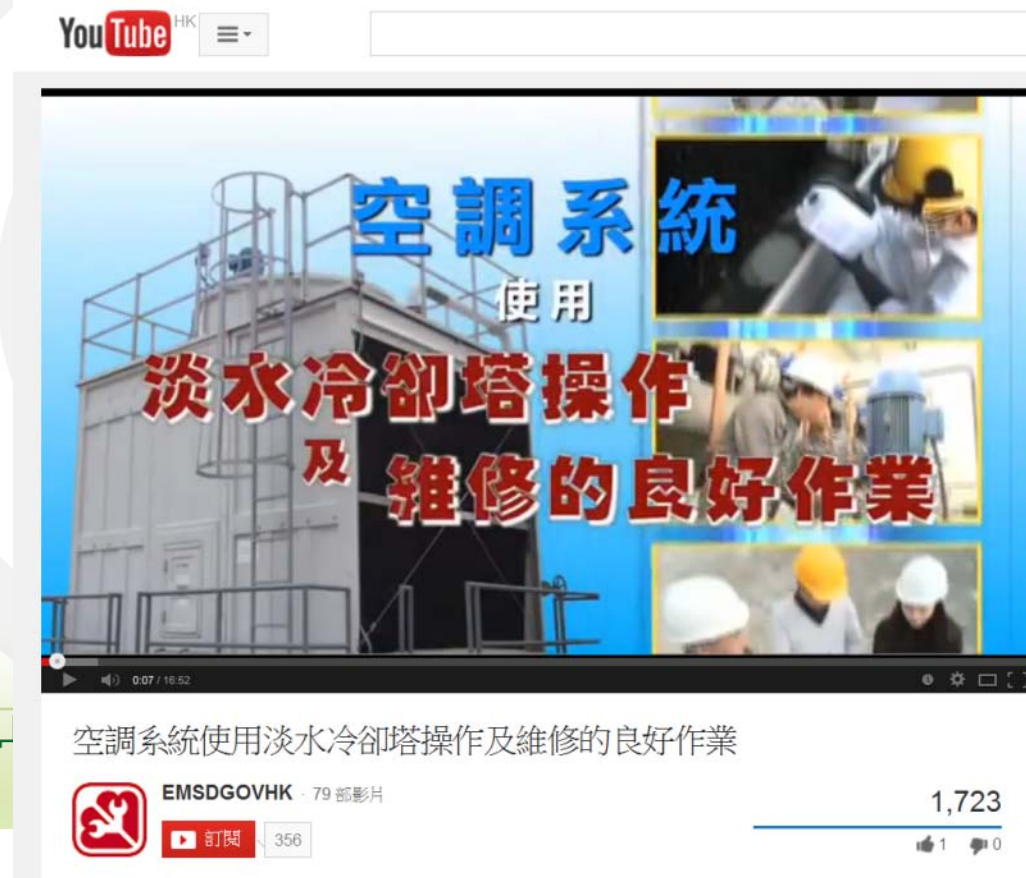 YouTube HK
空調系統
使用
淡水冷卻塔操作
及
維修的良好作業
0:07 / 16:52
空調系統使用淡水冷卻塔操作及維修的良好作業
EMSDGOVHK · 79 部影片
訂閱 356
1,723
1 0